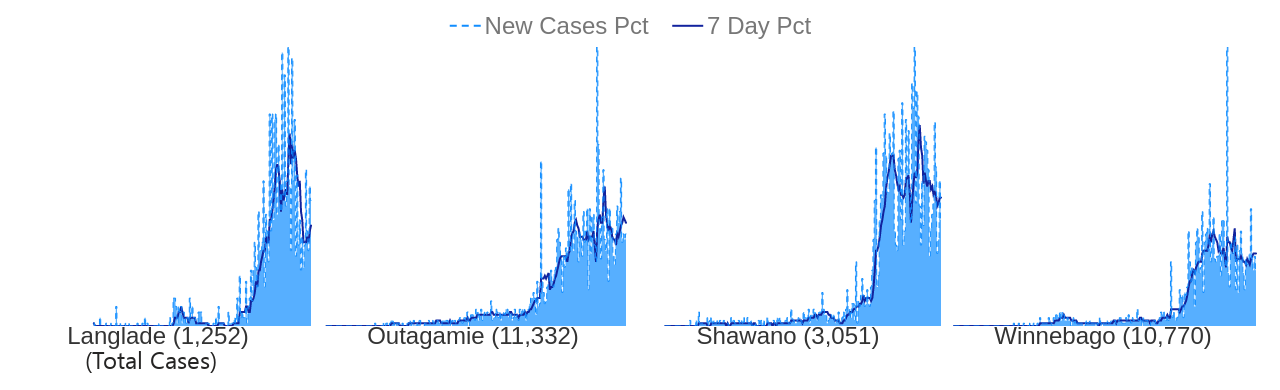 New Cases Pct 7 Day Pct
Langlade (1,252) Outagamie (11,332) Shawano (3,051) Winnebago (10,770)
(Total Cases)